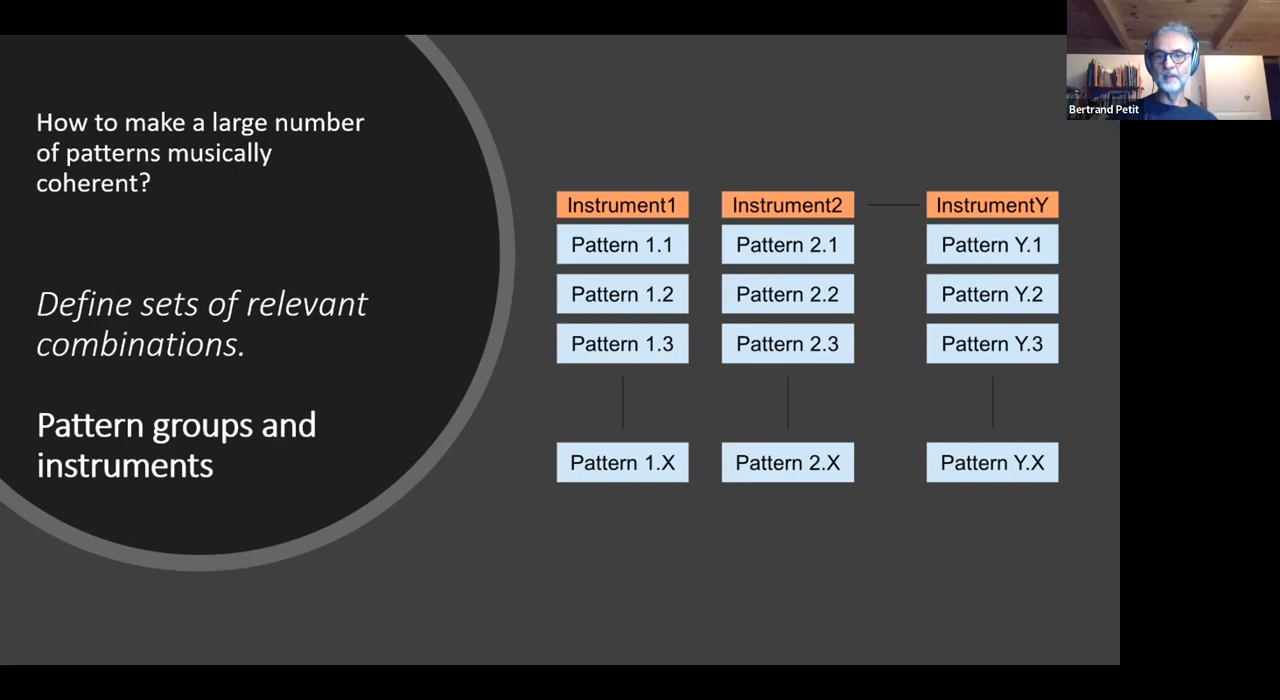 How to make a large number
of patterns musically
coherent?
Define sets of relevant
combinations.
Pattern groups and
instruments
Instrument1
Instrument2
InstrumentY
Pattern 1.1
Pattern 2.1
Pattern Y.1
Pattern 1.2
Pattern 2.2
Pattern Y.2
Pattern 1.3
Pattern 2.3
Pattern Y.3
Pattern 1.X
Pattern 2.X
Pattern Y.X
Bertrand Petit